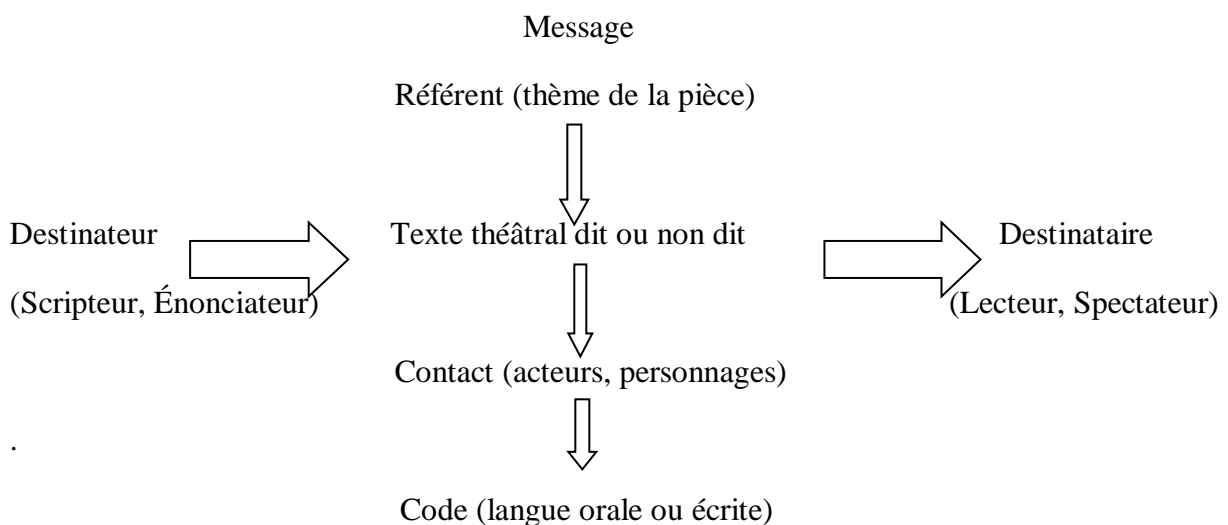 Message
Référent (thème de la pièce)
Destinateur Texte théâtral dit ou non dit Destinataire
(Scripteur, Énonciateur) (Lecteur, Spectateur)
Contact (acteurs, personnages)
.
Code (langue orale ou écrite)